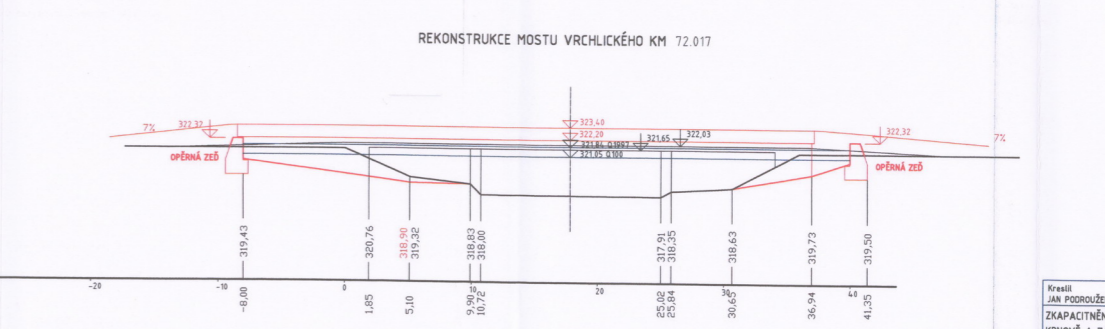 REKONSTRUKCE MOSTU VRCHLICKÉHO KM 72.017
323,40
322,32 7% 322,20 321,65 322,03 322,32 7%
321,84 Q1997
321,05 Q100
OPĚRNÁ ZEĎ OPĚRNÁ ZEĎ
319,43 320,76 318,90 319,32 318,83 318,00 317,91 318,35 318,63 319,73 319,50
-20 -10 0 10 20 30 40
-8,00 1,85 5,10 9,90 10,72 25,02 25,84 30,65 36,94 41,35
Kreslil
JAN PODROUŽE
ZKAPACITNĚN